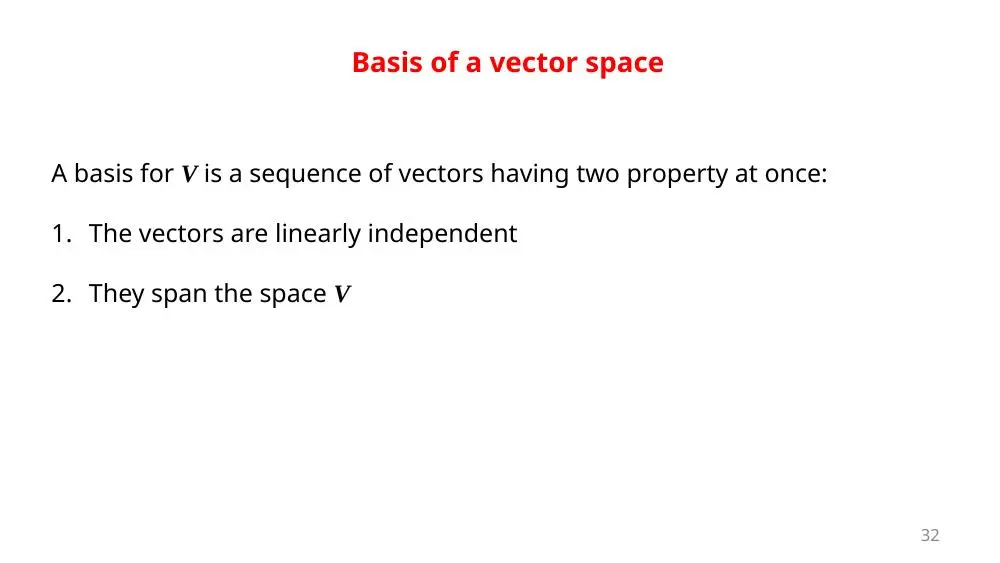 Basis of a vector space
A basis for V is a sequence of vectors having two property at once:
1. The vectors are linearly independent
2. They span the space V
32